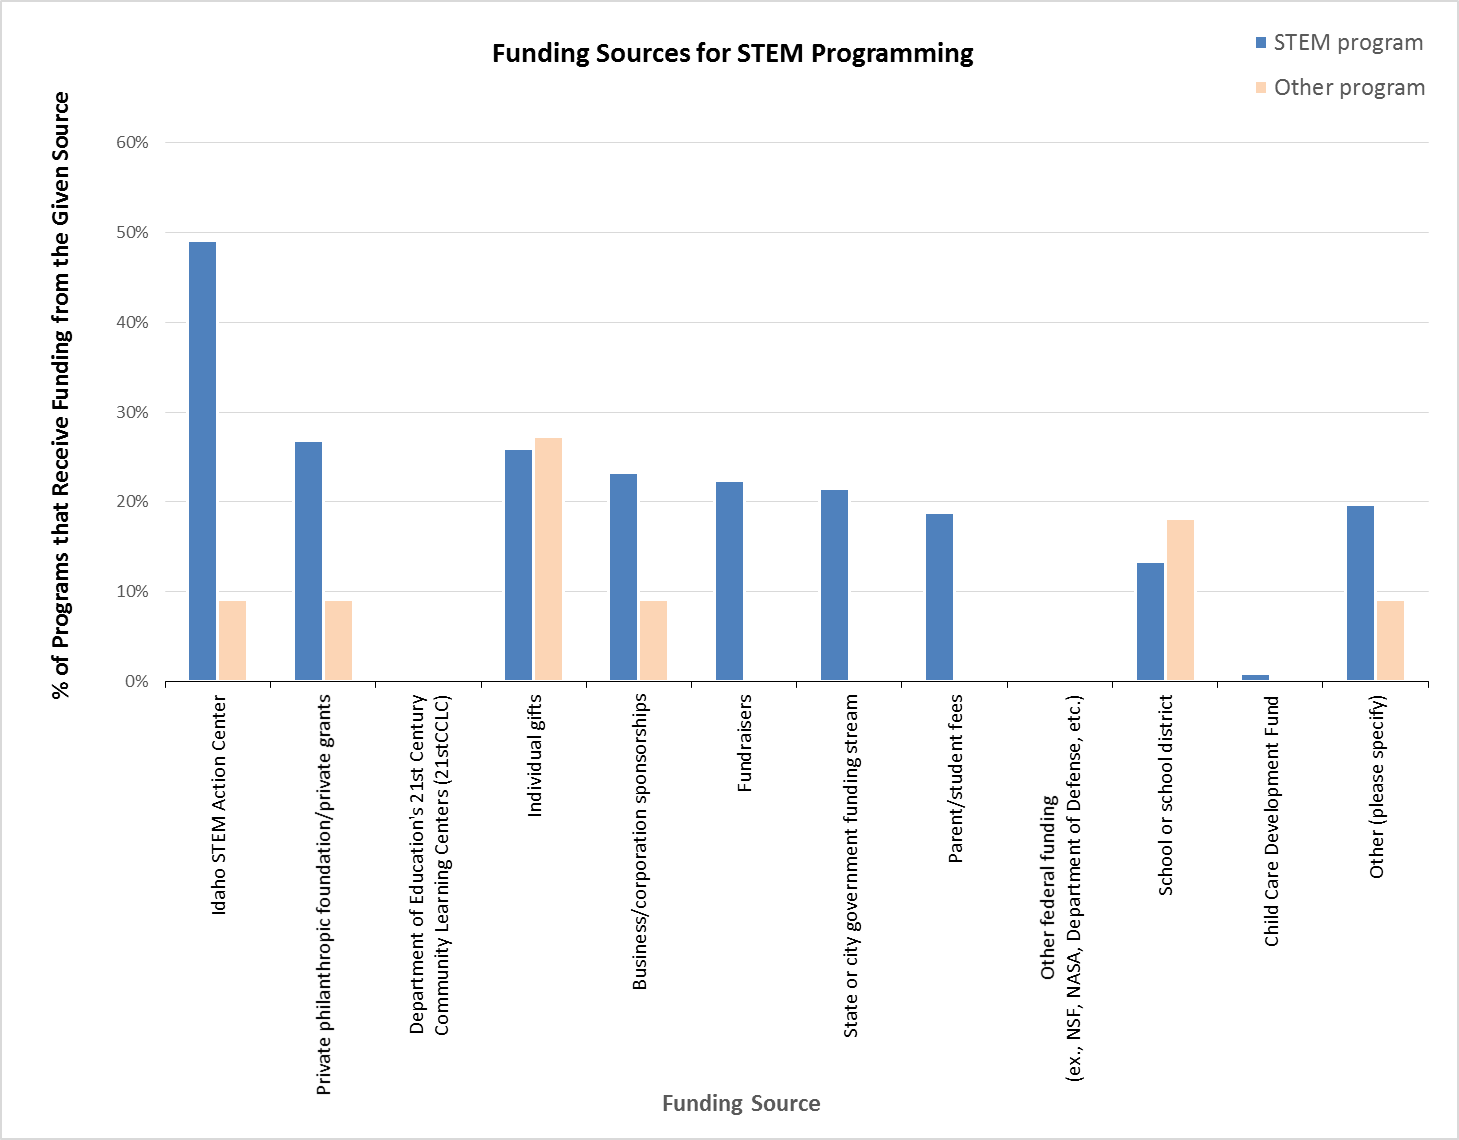 Funding Sources for STEM Programming
STEM program
Other program
% of Programs that Receive Funding from the Given Source
60%
50%
40%
30%
20%
10%
0%
Idaho STEM Action Center
Private philanthropic foundation/private grants
Department of Education's 21st Century
Community Learning Centers (21stCCLC)
Individual gifts
Business/corporation sponsorships
Fundraisers
State or city government funding stream
Parent/student fees
Other federal funding
(ex., NSF, NASA, Department of Defense, etc.)
School or school district
Child Care Development Fund
Other (please specify)
Funding Source